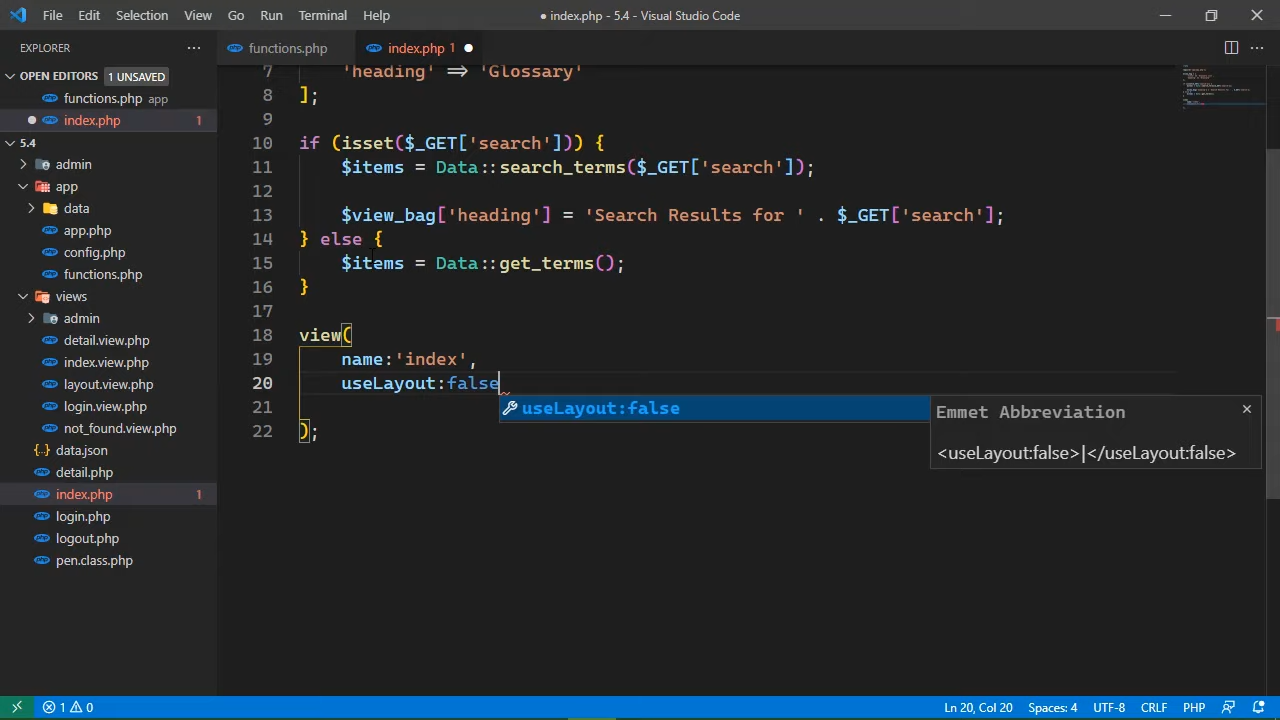 File Edit Selection View Go Run Terminal Help
● index.php - 5.4 - Visual Studio Code
EXPLORER
functions.php
index.php 1
OPEN EDITORS 1 UNSAVED
functions.php app
index.php 1
5.4
admin
app
data
app.php
config.php
functions.php
views
admin
detail.view.php
index.view.php
layout.view.php
login.view.php
not_found.view.php
data.json
detail.php
index.php 1
login.php
logout.php
pen.class.php
7 'heading' => 'Glossary'
8 ];
9
10 if (isset($_GET['search'])) {
11 $items = Data::search_terms($_GET['search']);
12
13 $view_bag['heading'] = 'Search Results for ' . $_GET['search'];
14 } else {
15 $items = Data::get_terms();
16 }
17
18 view(
19 name:'index',
20 useLayout:false
21
22 );
useLayout:false
Emmet Abbreviation
<useLayout:false>|</useLayout:false>
1 0
Ln 20, Col 20 Spaces: 4 UTF-8 CRLF PHP